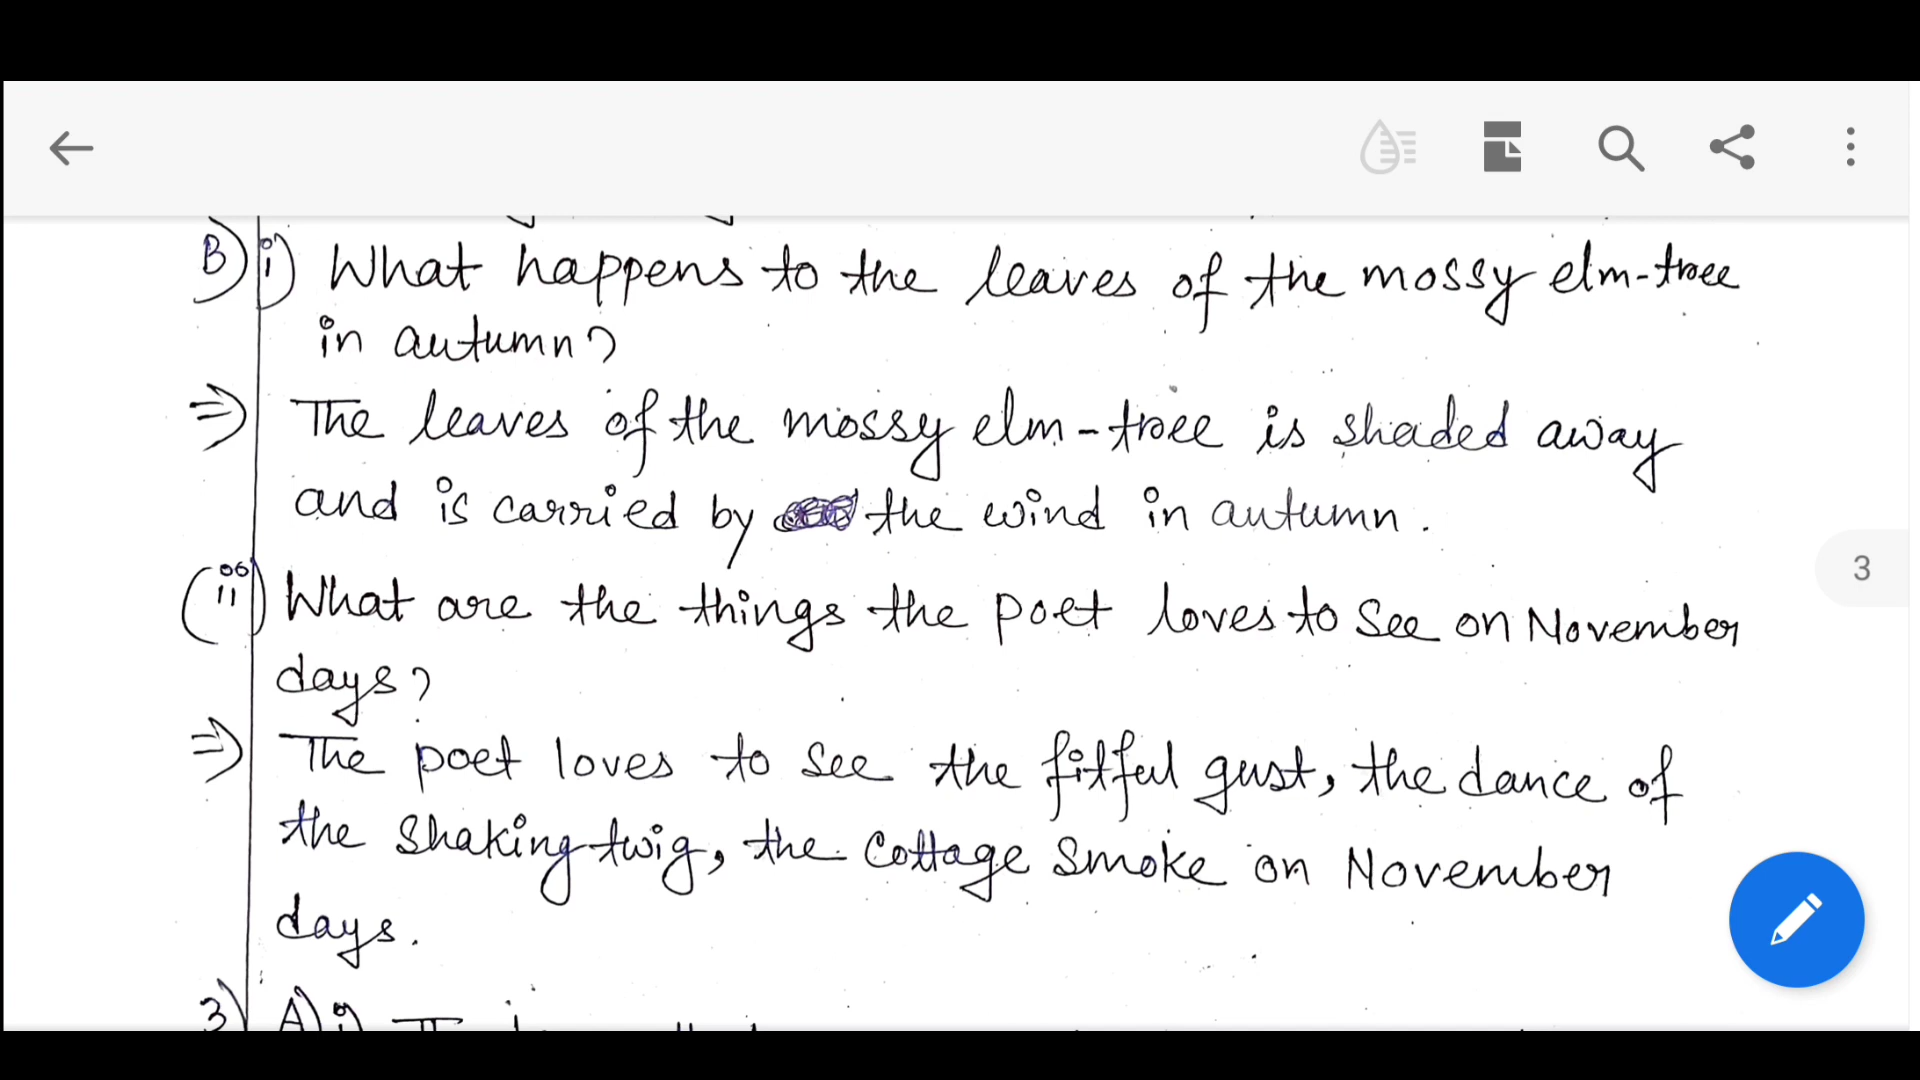 B) i) What happens to the leaves of the mossy elm-tree
in autumn?
⇒ The leaves of the mossy elm-tree is shaded away
and is carried by the wind in autumn.
(ii) What are the things the poet loves to see on November
days?
3
⇒ The poet loves to see the fitful gust, the dance of
the shaking twig, the cottage smoke on November
days.
3) A) i)